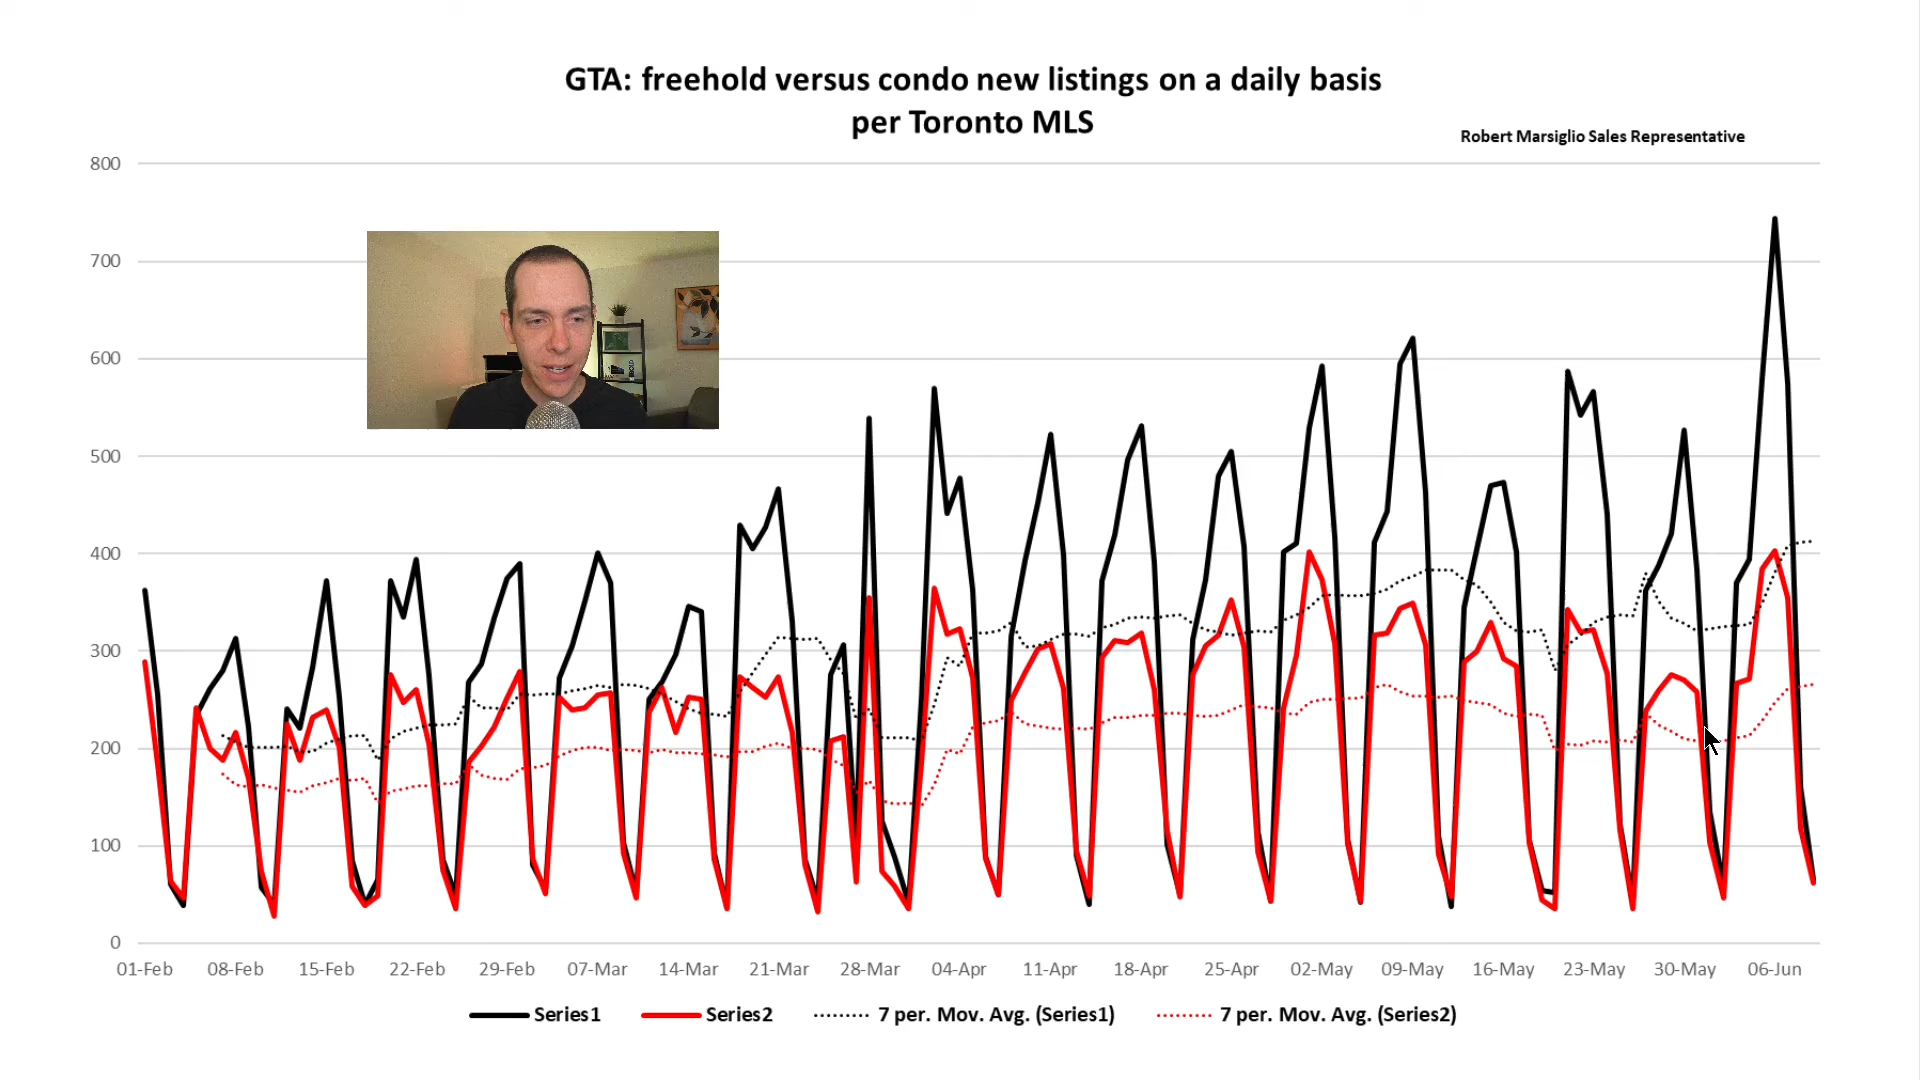 GTA: freehold versus condo new listings on a daily basis
per Toronto MLS
Robert Marsiglio Sales Representative
800
700
600
500
400
300
200
100
0
01-Feb 08-Feb 15-Feb 22-Feb 29-Feb 07-Mar 14-Mar 21-Mar 28-Mar 04-Apr 11-Apr 18-Apr 25-Apr 02-May 09-May 16-May 23-May 30-May 06-Jun
Series1 Series2 7 per. Mov. Avg. (Series1) 7 per. Mov. Avg. (Series2)